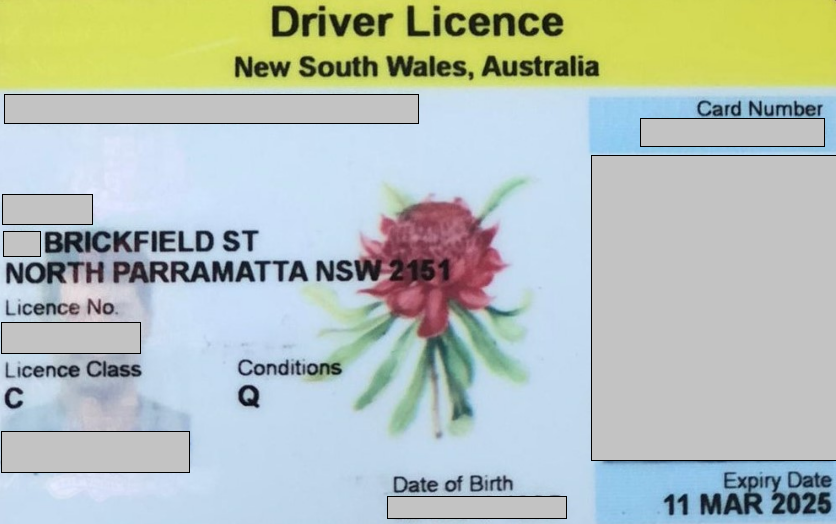 Driver Licence
New South Wales, Australia
Card Number
BRICKFIELD ST
NORTH PARRAMATTA NSW 2151
Licence No.
Licence Class
C
Conditions
Q
Date of Birth
Expiry Date
11 MAR 2025